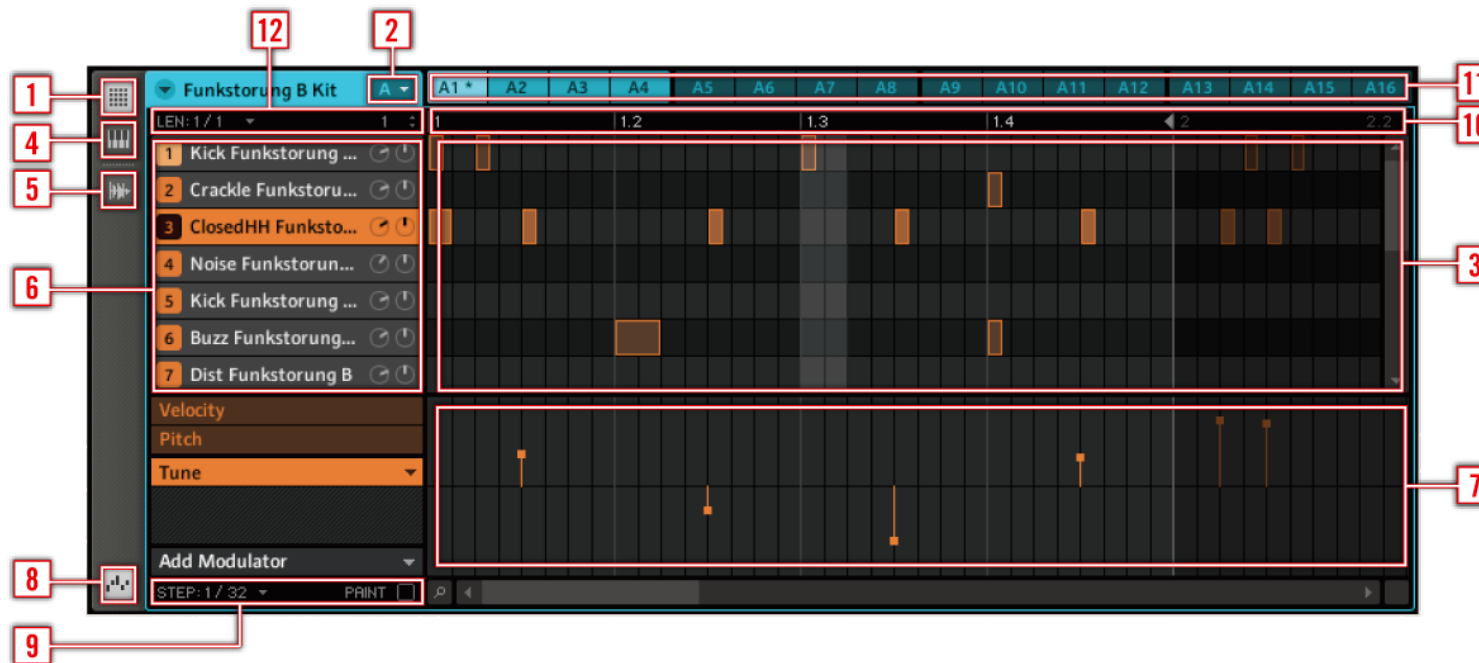 12
2
1
Funkstorung B Kit
A
A1 *
A2
A3
A4
A5
A6
A7
A8
A9
A10
A11
A12
A13
A14
A15
A16
11
LEN: 1 / 1
1
1
1.2
1.3
1.4
2
2.2
10
4
5
1 Kick Funkstorung ...
2 Crackle Funkstoru...
3 ClosedHH Funksto...
4 Noise Funkstorun...
5 Kick Funkstorung ...
6 Buzz Funkstorung...
7 Dist Funkstorung B
6
3
Velocity
Pitch
Tune
7
Add Modulator
8
STEP: 1 / 32
PAINT
9